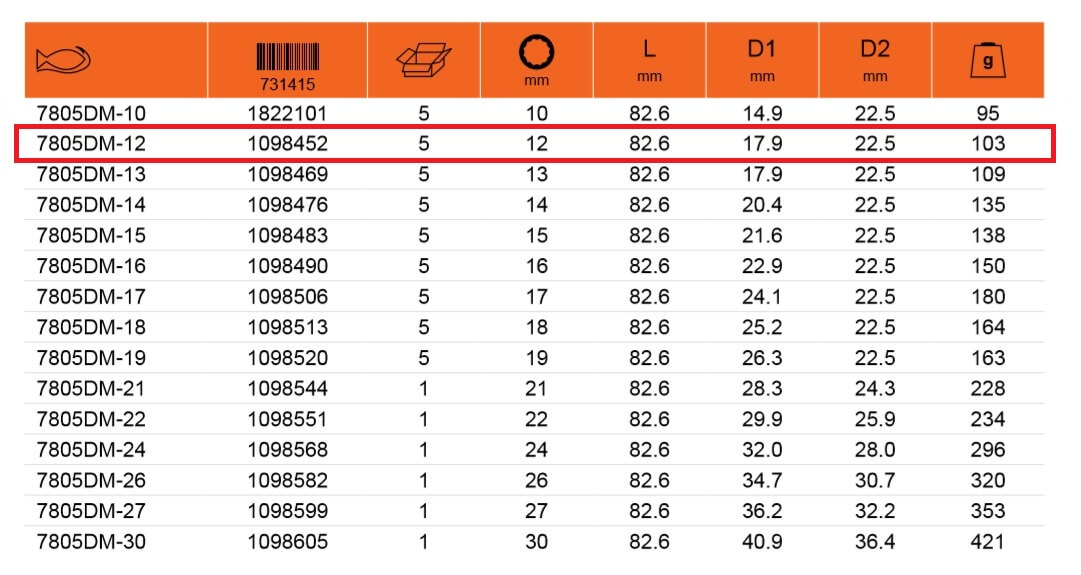 731415 mm L mm D1 mm D2 mm g
7805DM-10 1822101 5 10 82.6 14.9 22.5 95
7805DM-12 1098452 5 12 82.6 17.9 22.5 103
7805DM-13 1098469 5 13 82.6 17.9 22.5 109
7805DM-14 1098476 5 14 82.6 20.4 22.5 135
7805DM-15 1098483 5 15 82.6 21.6 22.5 138
7805DM-16 1098490 5 16 82.6 22.9 22.5 150
7805DM-17 1098506 5 17 82.6 24.1 22.5 180
7805DM-18 1098513 5 18 82.6 25.2 22.5 164
7805DM-19 1098520 5 19 82.6 26.3 22.5 163
7805DM-21 1098544 1 21 82.6 28.3 24.3 228
7805DM-22 1098551 1 22 82.6 29.9 25.9 234
7805DM-24 1098568 1 24 82.6 32.0 28.0 296
7805DM-26 1098582 1 26 82.6 34.7 30.7 320
7805DM-27 1098599 1 27 82.6 36.2 32.2 353
7805DM-30 1098605 1 30 82.6 40.9 36.4 421